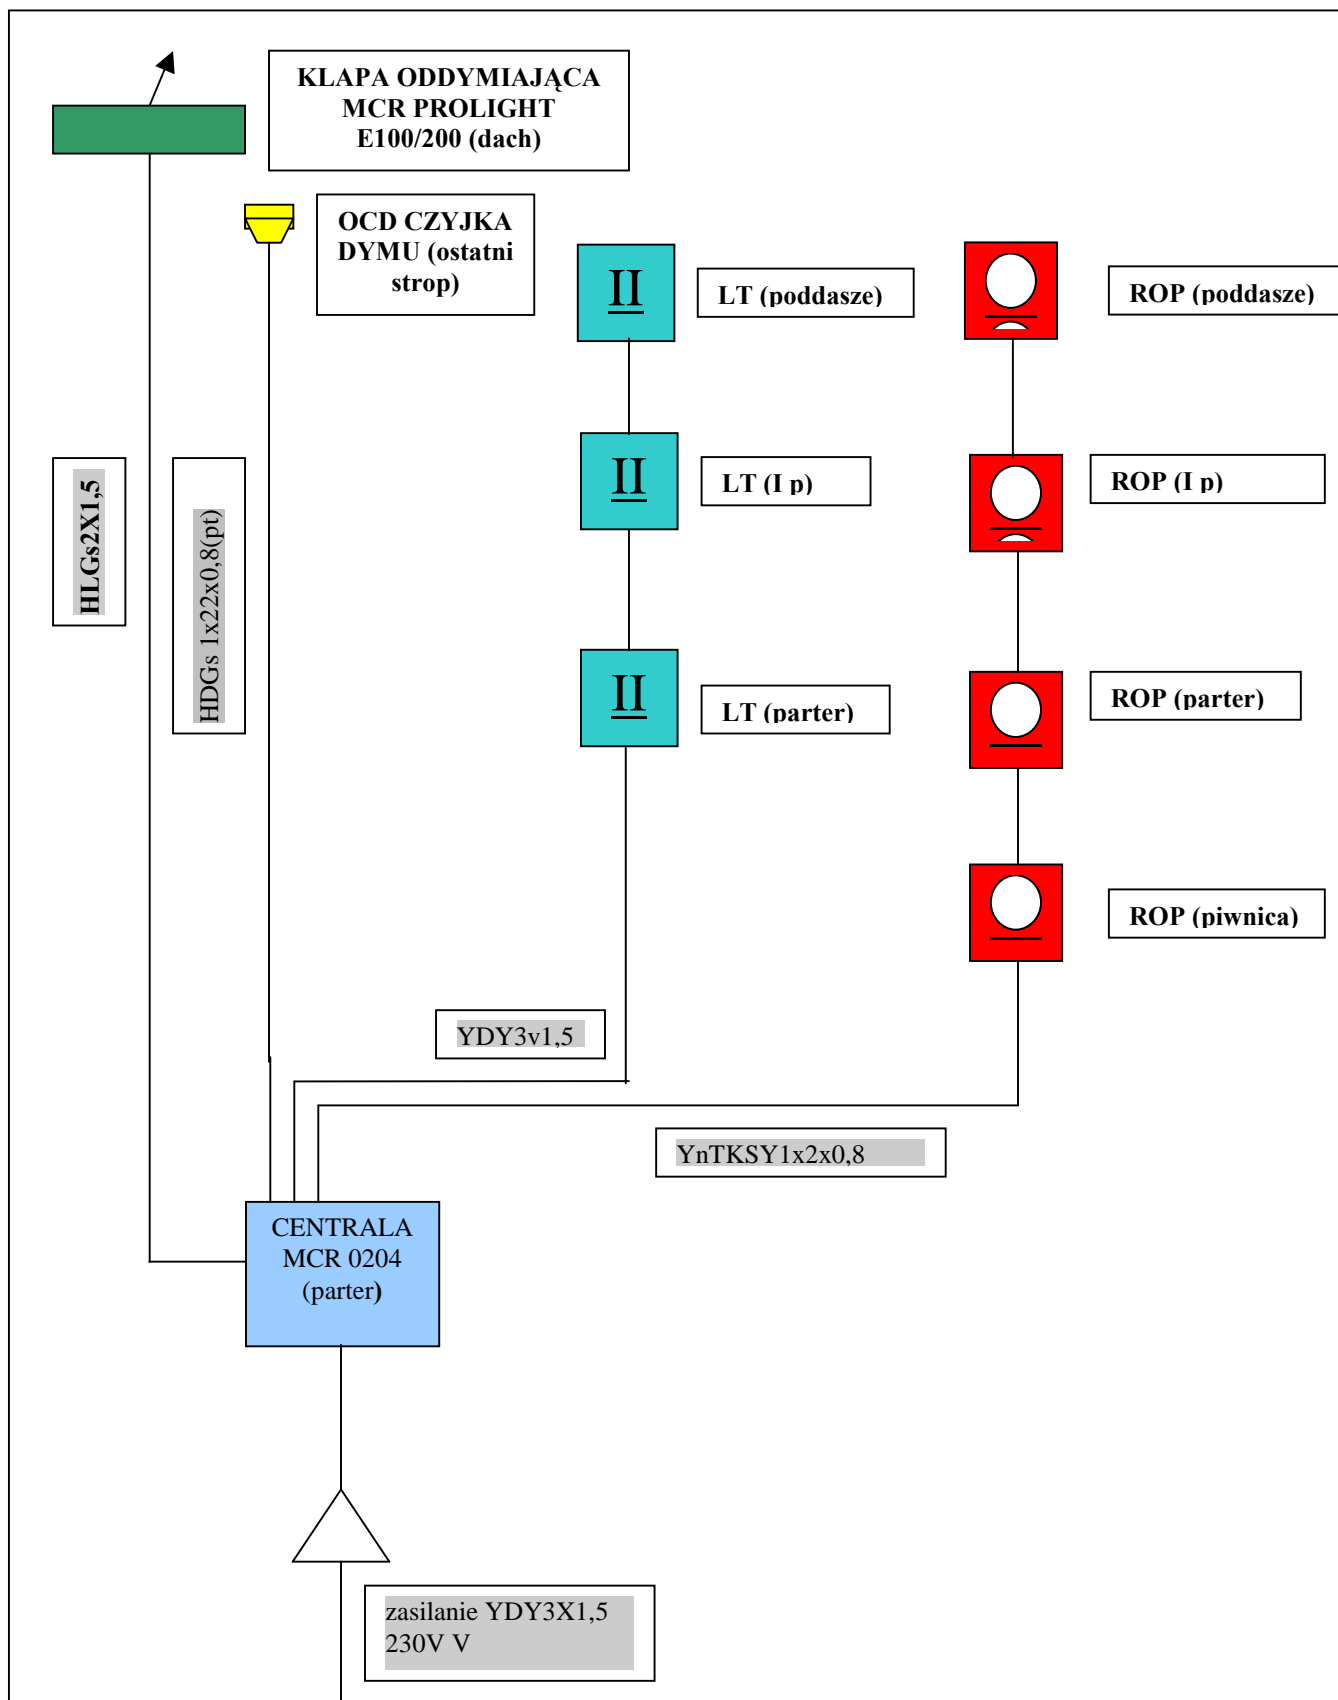 KLAPA ODDYMIAJĄCA
MCR PROLIGHT
E100/200 (dach)
OCD CZYJKA
DYMU (ostatni
strop)
II
LT (poddasze)
ROP (poddasze)
II
LT (I p)
ROP (I p)
HLGs2X1,5
HDGs 1x22x0,8(pt)
II
LT (parter)
ROP (parter)
ROP (piwnica)
YDY3v1,5
YnTKSY1x2x0,8
CENTRALA
MCR 0204
(parter)
zasilanie YDY3X1,5
230V V